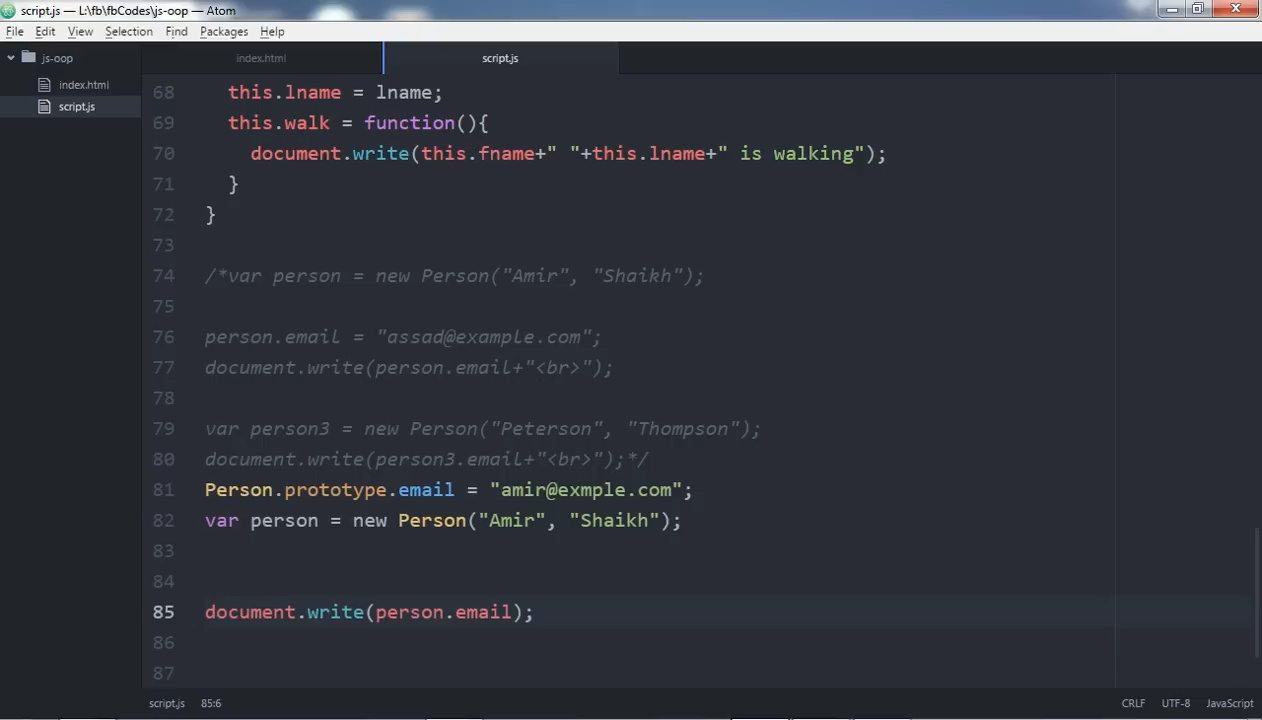 script.js — L:\fb\fbCodes\js-oop — Atom
File Edit View Selection Find Packages Help
js-oop
index.html
script.js
index.html script.js
68 this.lname = lname;
69 this.walk = function(){
70 document.write(this.fname+" "+this.lname+" is walking");
71 }
72 }
73
74 /*var person = new Person("Amir", "Shaikh");
75
76 person.email = "assad@example.com";
77 document.write(person.email+"<br>");
78
79 var person3 = new Person("Peterson", "Thompson");
80 document.write(person3.email+"<br>");*/
81 Person.prototype.email = "amir@exmple.com";
82 var person = new Person("Amir", "Shaikh");
83
84
85 document.write(person.email);
86
87
script.js 85:6 CRLF UTF-8 JavaScript